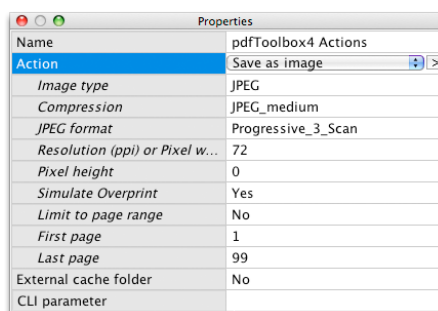 Properties
Name pdfToolbox4 Actions
Action Save as image >
Image type JPEG
Compression JPEG_medium
JPEG format Progressive_3_Scan
Resolution (ppi) or Pixel w... 72
Pixel height 0
Simulate Overprint Yes
Limit to page range No
First page 1
Last page 99
External cache folder No
CLI parameter